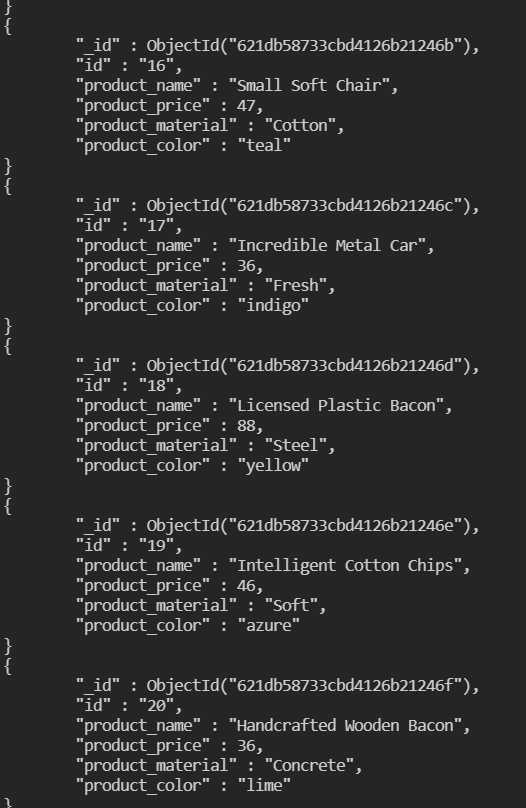 }
{
"_id" : ObjectId("621db58733cbd4126b21246b"),
"id" : "16",
"product_name" : "Small Soft Chair",
"product_price" : 47,
"product_material" : "Cotton",
"product_color" : "teal"
}
{
"_id" : ObjectId("621db58733cbd4126b21246c"),
"id" : "17",
"product_name" : "Incredible Metal Car",
"product_price" : 36,
"product_material" : "Fresh",
"product_color" : "indigo"
}
{
"_id" : ObjectId("621db58733cbd4126b21246d"),
"id" : "18",
"product_name" : "Licensed Plastic Bacon",
"product_price" : 88,
"product_material" : "Steel",
"product_color" : "yellow"
}
{
"_id" : ObjectId("621db58733cbd4126b21246e"),
"id" : "19",
"product_name" : "Intelligent Cotton Chips",
"product_price" : 46,
"product_material" : "Soft",
"product_color" : "azure"
}
{
"_id" : ObjectId("621db58733cbd4126b21246f"),
"id" : "20",
"product_name" : "Handcrafted Wooden Bacon",
"product_price" : 36,
"product_material" : "Concrete",
"product_color" : "lime"
}